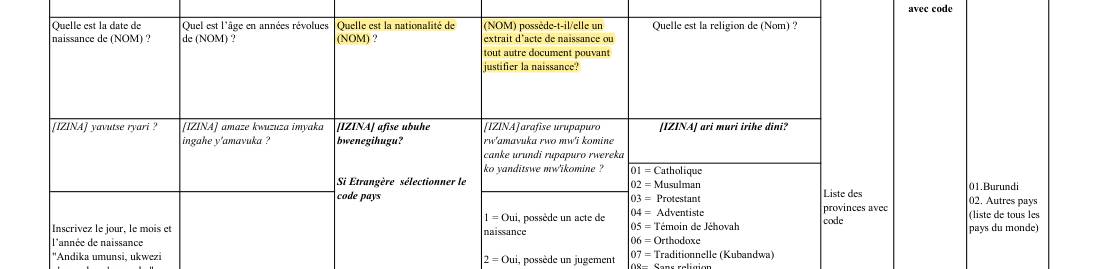 avec code
Quelle est la date de
naissance de (NOM) ?
Quel est l’âge en années révolues
de (NOM) ?
Quelle est la nationalité de
(NOM) ?
(NOM) possède-t-il/elle un
extrait d’acte de naissance ou
tout autre document pouvant
justifier la naissance?
Quelle est la religion de (Nom) ?
[IZINA] yavutse ryari ?
[IZINA] amaze kwuzuza imyaka
ingahe y'amavuka ?
[IZINA] afise ubuhe
bwenegihugu?
Si Etrangère sélectionner le
code pays
[IZINA]arafise urupapuro
rw'amavuka rwo mw'i komine
canke urundi rupapuro rwereka
ko yanditswe mw'ikomine ?
[IZINA] ari muri irihe dini?
Inscrivez le jour, le mois et
l’année de naissance
"Andika umunsi, ukwezi
1 = Oui, possède un acte de
naissance
2 = Oui, possède un jugement
01 = Catholique
02 = Musulman
03 = Protestant
04 = Adventiste
05 = Témoin de Jéhovah
06 = Orthodoxe
07 = Traditionnelle (Kubandwa)
08= Sans religion
Liste des
provinces avec
code
01.Burundi
02. Autres pays
(liste de tous les
pays du monde)